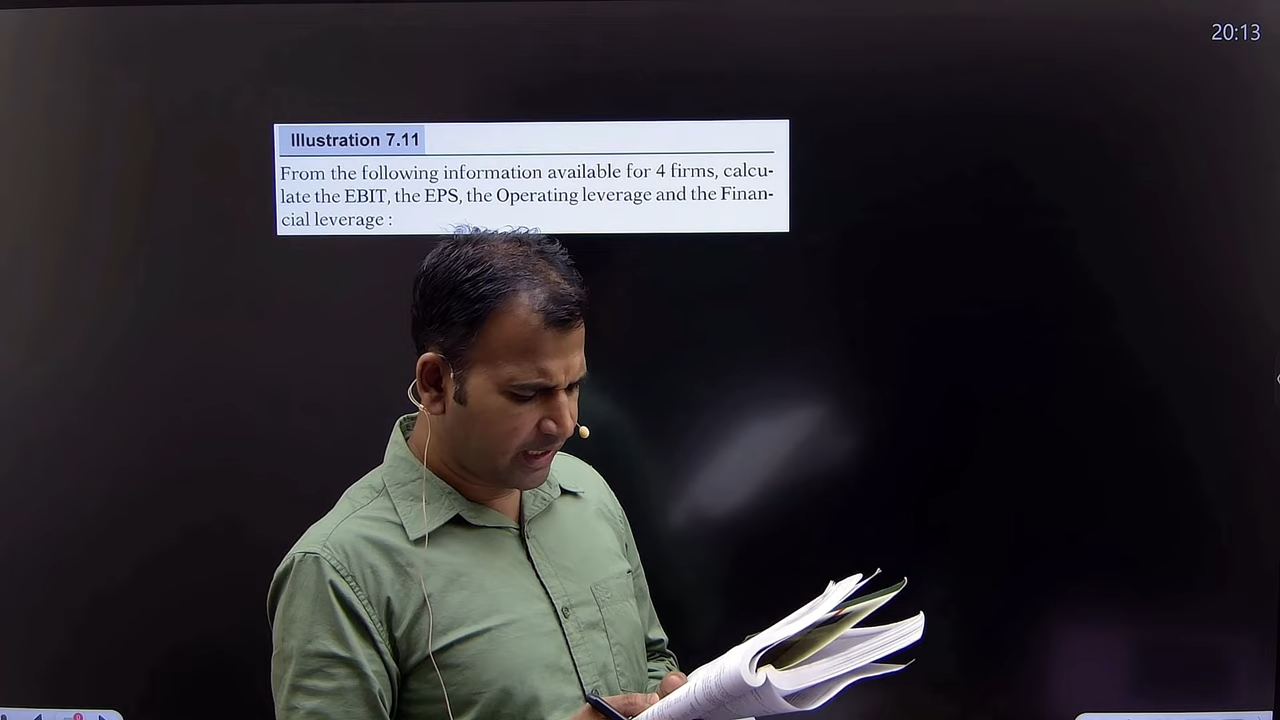 20:13
Illustration 7.11
From the following information available for 4 firms, calcu-
late the EBIT, the EPS, the Operating leverage and the Finan-
cial leverage :